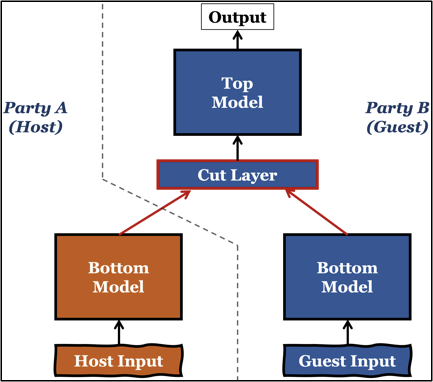 Output
Top
Model
Party A
(Host)
Party B
(Guest)
Cut Layer
Bottom
Model
Bottom
Model
Host Input
Guest Input